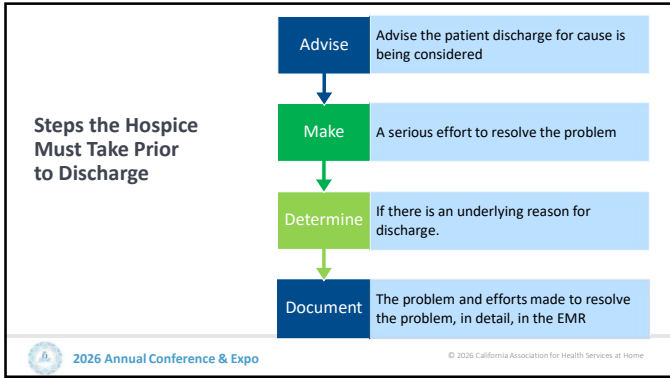 Steps the Hospice
Must Take Prior
to Discharge
Advise
Advise the patient discharge for cause is
being considered
Make
A serious effort to resolve the problem
Determine
If there is an underlying reason for
discharge.
Document
The problem and efforts made to resolve
the problem, in detail, in the EMR
2026 Annual Conference & Expo
© 2026 California Association for Health Services at Home